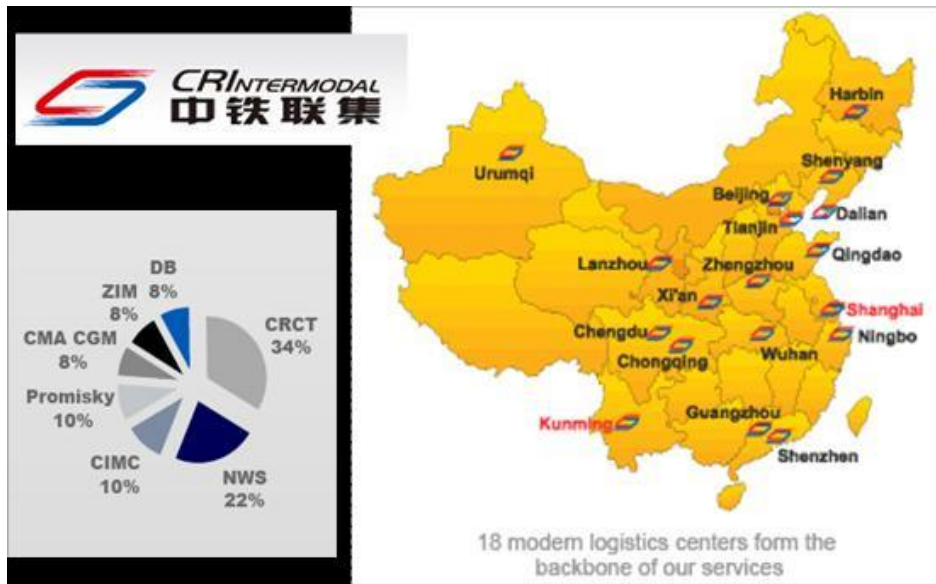 CRINTERMODAL
中铁联集
DB
8%
ZIM
8%
CMA CGM
8%
Promisky
10%
CIMC
10%
NWS
22%
CRCT
34%
Harbin
Urumqi
Shenyang
Beijing
Dalian
Tianjin
Qingdao
Lanzhou
Zhengzhou
Xi'an
Shanghai
Chengdu
Ningbo
Chongqing
Wuhan
Kunming
Guangzhou
Shenzhen
18 modern logistics centers form the
backbone of our services